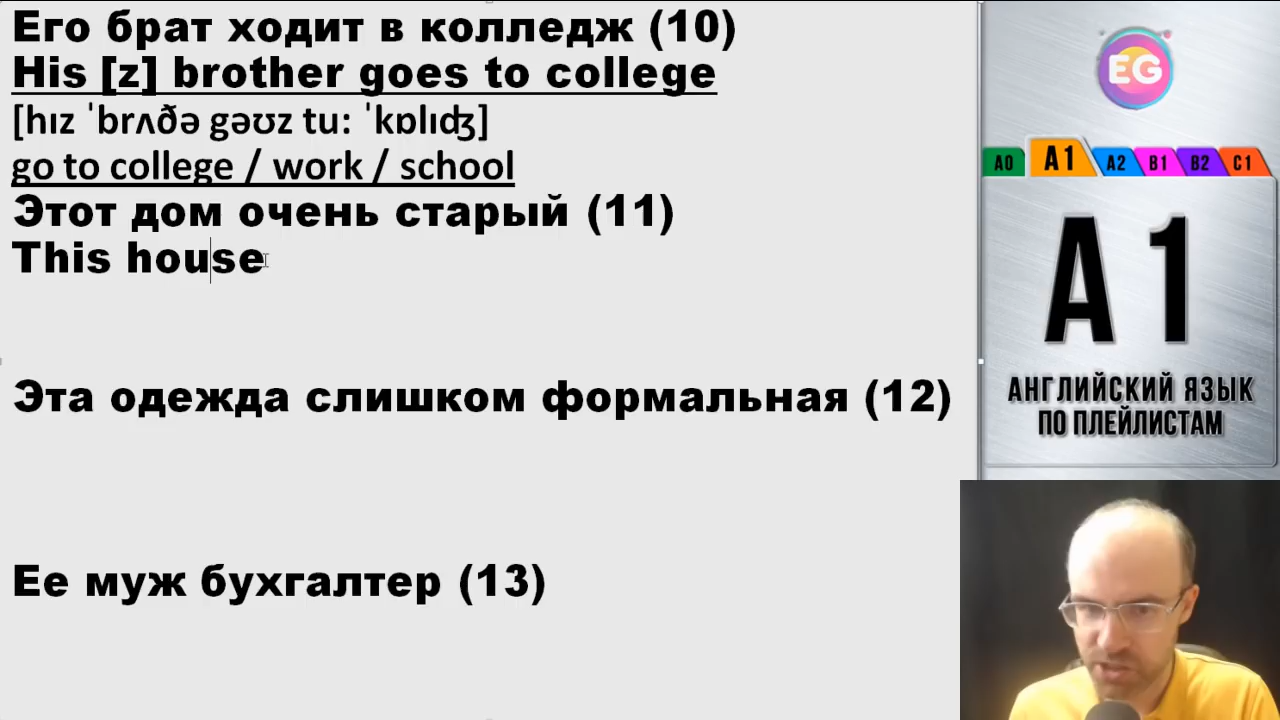 Его брат ходит в колледж (10)
His [z] brother goes to college
[hɪz ˈbrʌðə gəʊz tu: ˈkɒlɪʤ]
go to college / work / school
Этот дом очень старый (11)
This house
Эта одежда слишком формальная (12)
Ее муж бухгалтер (13)
EG
A0 A1 A2 B1 B2 C1
A 1
АНГЛИЙСКИЙ ЯЗЫК
ПО ПЛЕЙЛИСТАМ